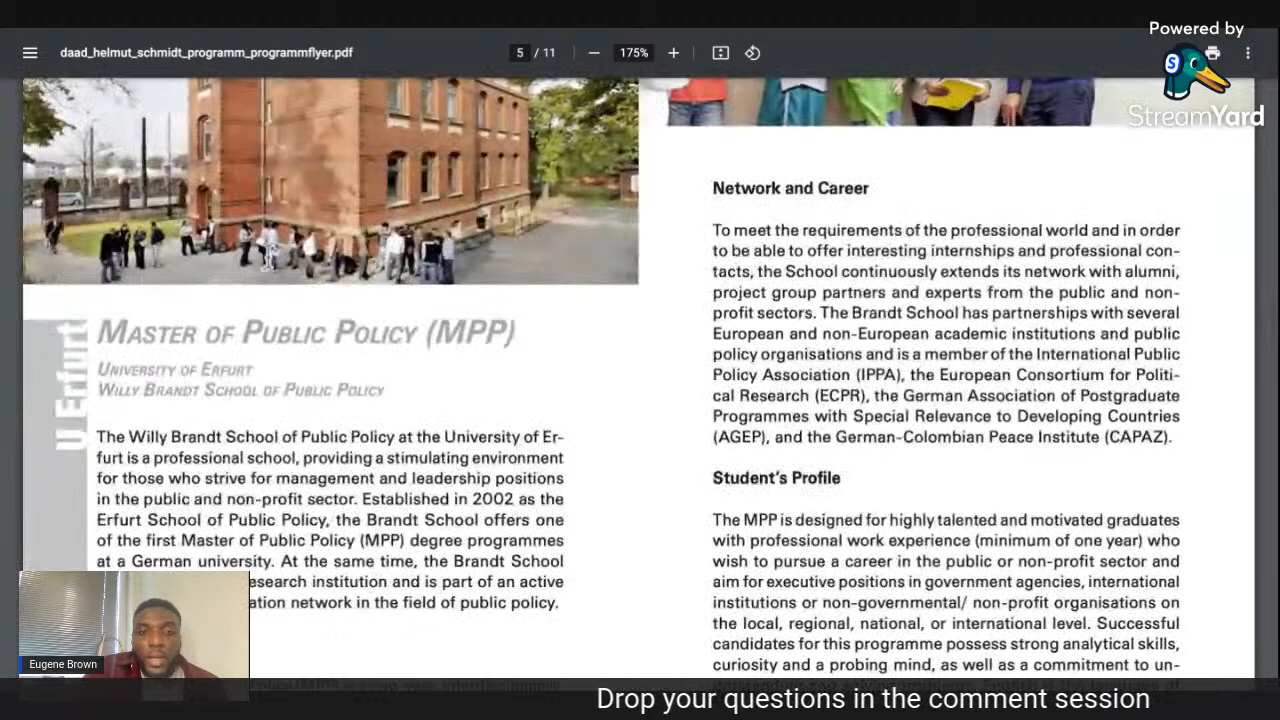 Powered by
StreamYard
daad_helmut_schmidt_programm_programmflyer.pdf
5 / 11
175%
MASTER OF PUBLIC POLICY (MPP)
UNIVERSITY OF ERFURT
WILLY BRANDT SCHOOL OF PUBLIC POLICY
U Erfurt
The Willy Brandt School of Public Policy at the University of Er-
furt is a professional school, providing a stimulating environment
for those who strive for management and leadership positions
in the public and non-profit sector. Established in 2002 as the
Erfurt School of Public Policy, the Brandt School offers one
of the first Master of Public Policy (MPP) degree programmes
at a German university. At the same time, the Brandt School
esearch institution and is part of an active
ation network in the field of public policy.
Network and Career
To meet the requirements of the professional world and in order
to be able to offer interesting internships and professional con-
tacts, the School continuously extends its network with alumni,
project group partners and experts from the public and non-
profit sectors. The Brandt School has partnerships with several
European and non-European academic institutions and public
policy organisations and is a member of the International Public
Policy Association (IPPA), the European Consortium for Politi-
cal Research (ECPR), the German Association of Postgraduate
Programmes with Special Relevance to Developing Countries
(AGEP), and the German-Colombian Peace Institute (CAPAZ).
Student's Profile
The MPP is designed for highly talented and motivated graduates
with professional work experience (minimum of one year) who
wish to pursue a career in the public or non-profit sector and
aim for executive positions in government agencies, international
institutions or non-governmental/ non-profit organisations on
the local, regional, national, or international level. Successful
candidates for this programme possess strong analytical skills,
curiosity and a probing mind, as well as a commitment to un-
Eugene Brown
Drop your questions in the comment session